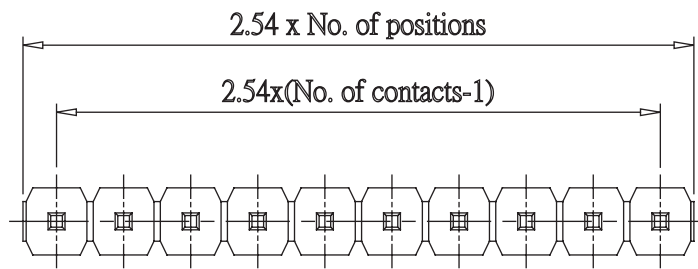 2.54 x No. of positions
2.54x(No. of contacts-1)